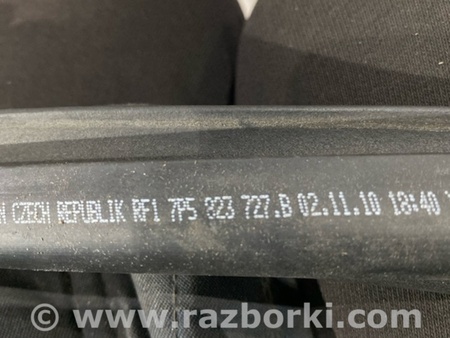 N CZECH REPUBLIK RF1 7P5 823 727.B 02.11.10 18:40
www.razborki.com